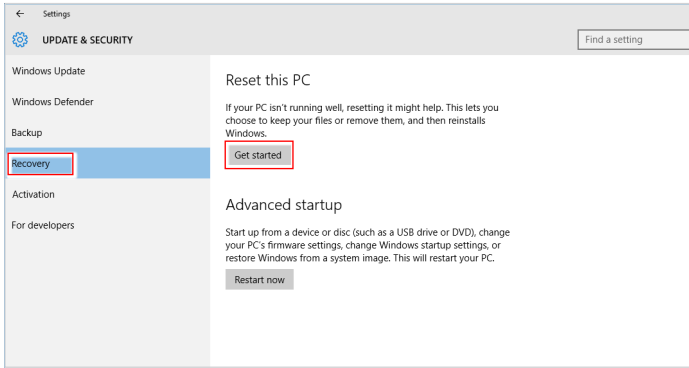 Settings
UPDATE & SECURITY
Find a setting
Windows Update
Windows Defender
Backup
Recovery
Activation
For developers
Reset this PC
If your PC isn't running well, resetting it might help. This lets you
choose to keep your files or remove them, and then reinstalls
Windows.
Get started
Advanced startup
Start up from a device or disc (such as a USB drive or DVD), change
your PC's firmware settings, change Windows startup settings, or
restore Windows from a system image. This will restart your PC.
Restart now